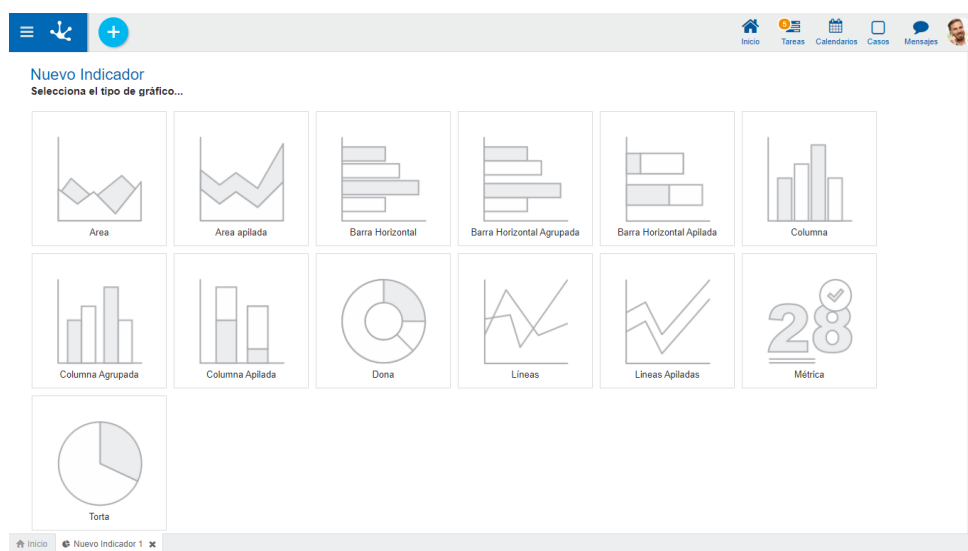 5
Inicio Tareas Calendarios Casos Mensajes
Nuevo Indicador
Selecciona el tipo de gráfico...
Area Area apilada Barra Horizontal Barra Horizontal Agrupada Barra Horizontal Apilada Columna
28
Columna Agrupada Columna Apilada Dona Líneas Lineas Apiladas Métrica
Torta
Inicio Nuevo Indicador 1